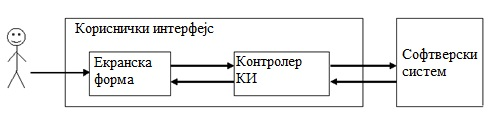 Кориснички интерфејс
Екранска
форма
Контролер
КИ
Софтверски
систем